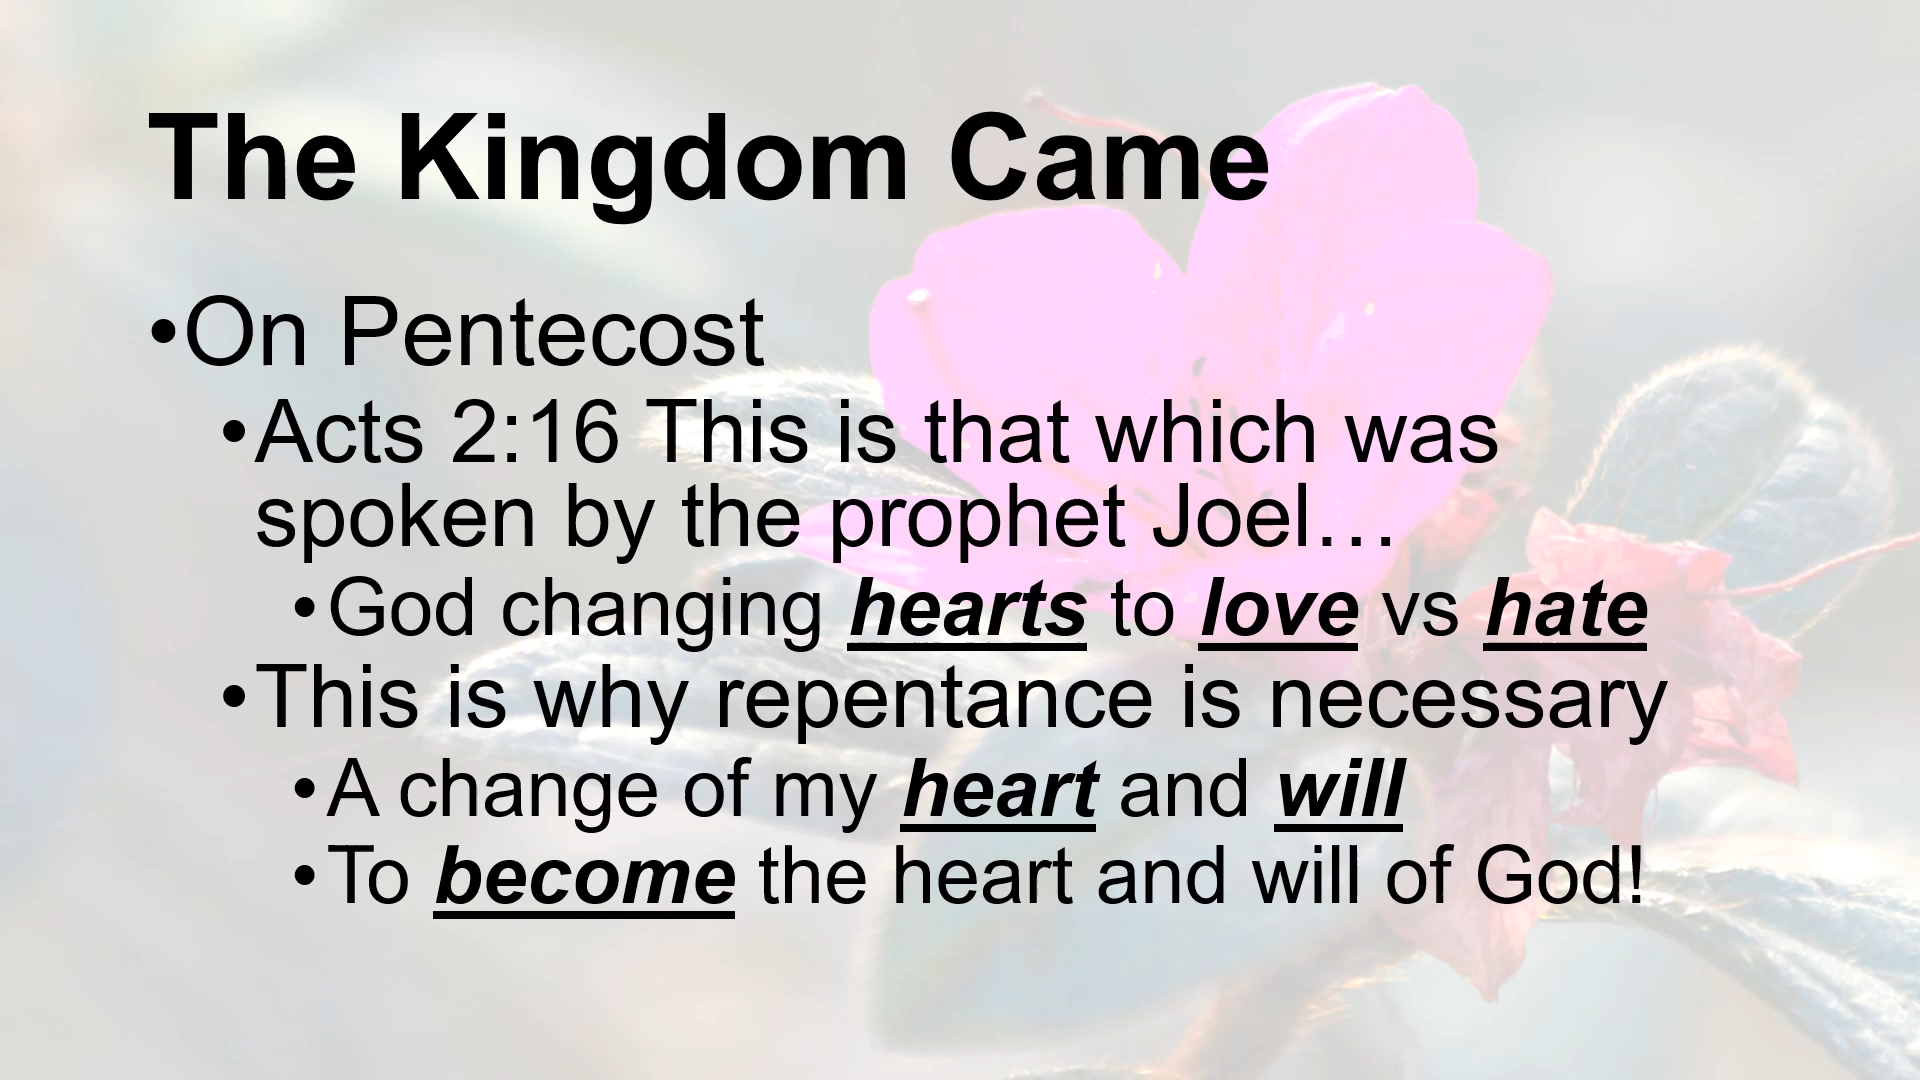 The Kingdom Came
•On Pentecost
•Acts 2:16 This is that which was
spoken by the prophet Joel…
•God changing hearts to love vs hate
•This is why repentance is necessary
•A change of my heart and will
•To become the heart and will of God!